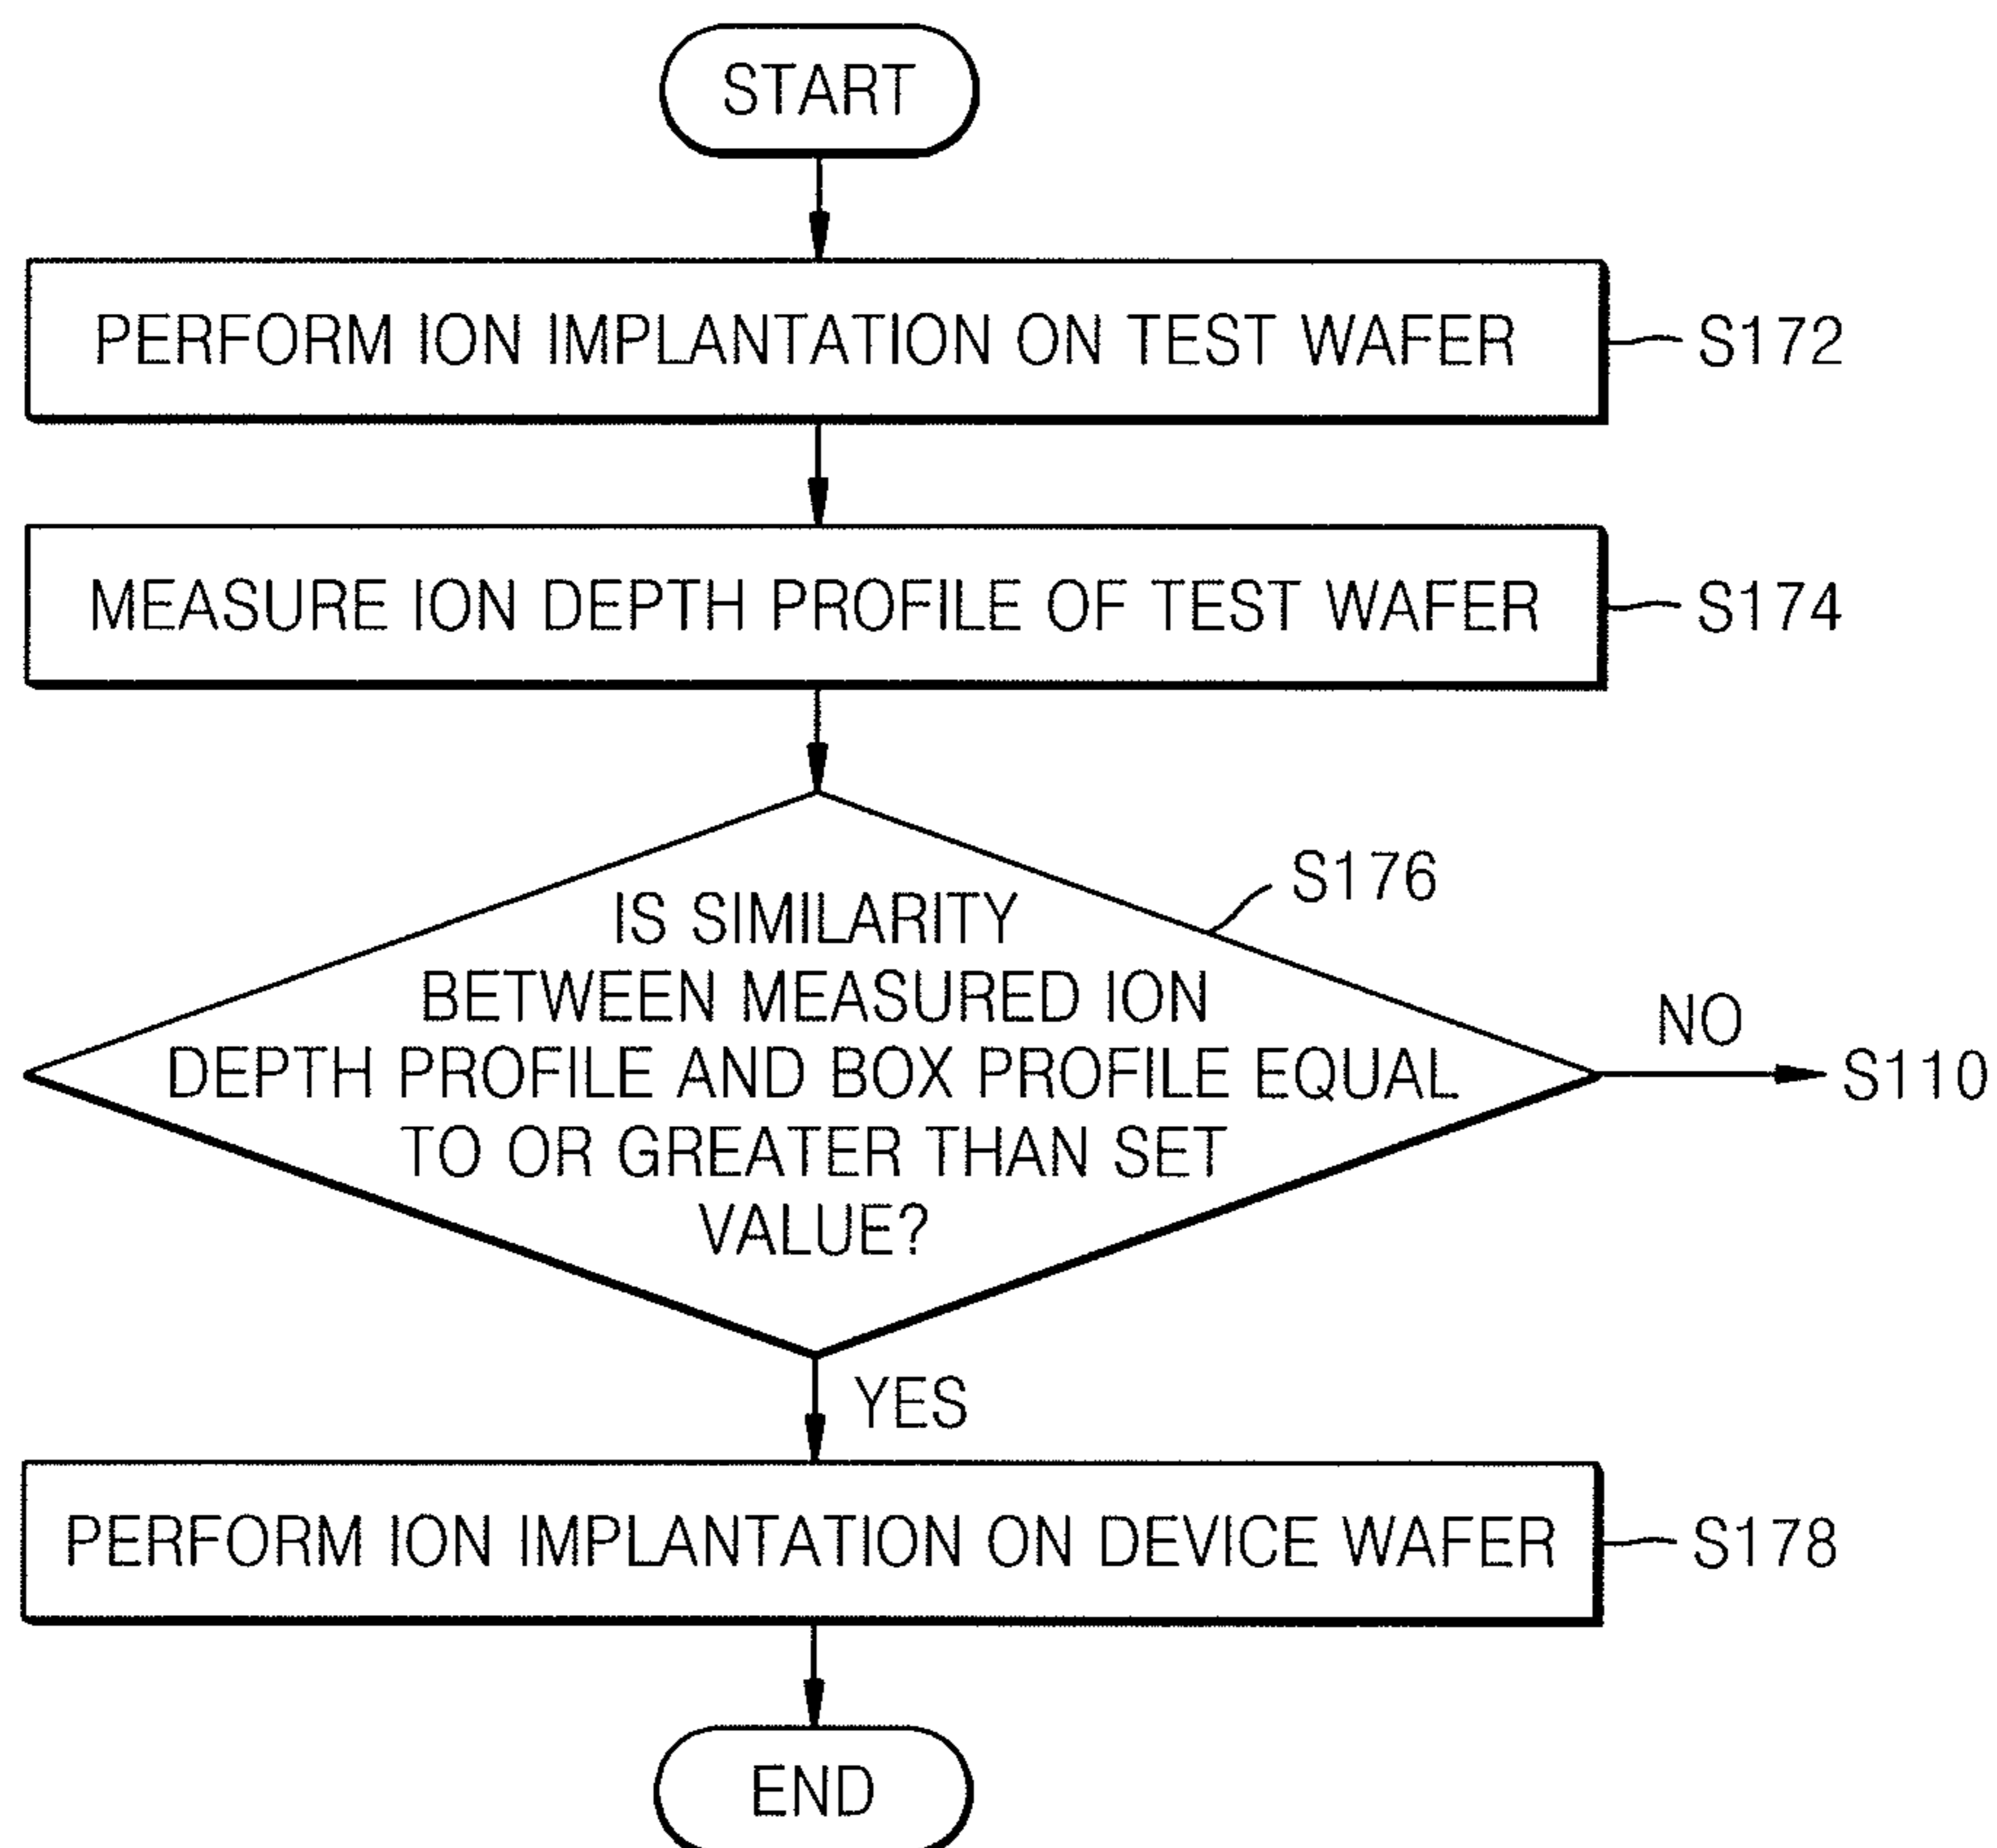 START
PERFORM ION IMPLANTATION ON TEST WAFER
S172
MEASURE ION DEPTH PROFILE OF TEST WAFER
S174
IS SIMILARITY
BETWEEN MEASURED ION
DEPTH PROFILE AND BOX PROFILE EQUAL
TO OR GREATER THAN SET
VALUE?
S176
NO
S110
YES
PERFORM ION IMPLANTATION ON DEVICE WAFER
S178
END